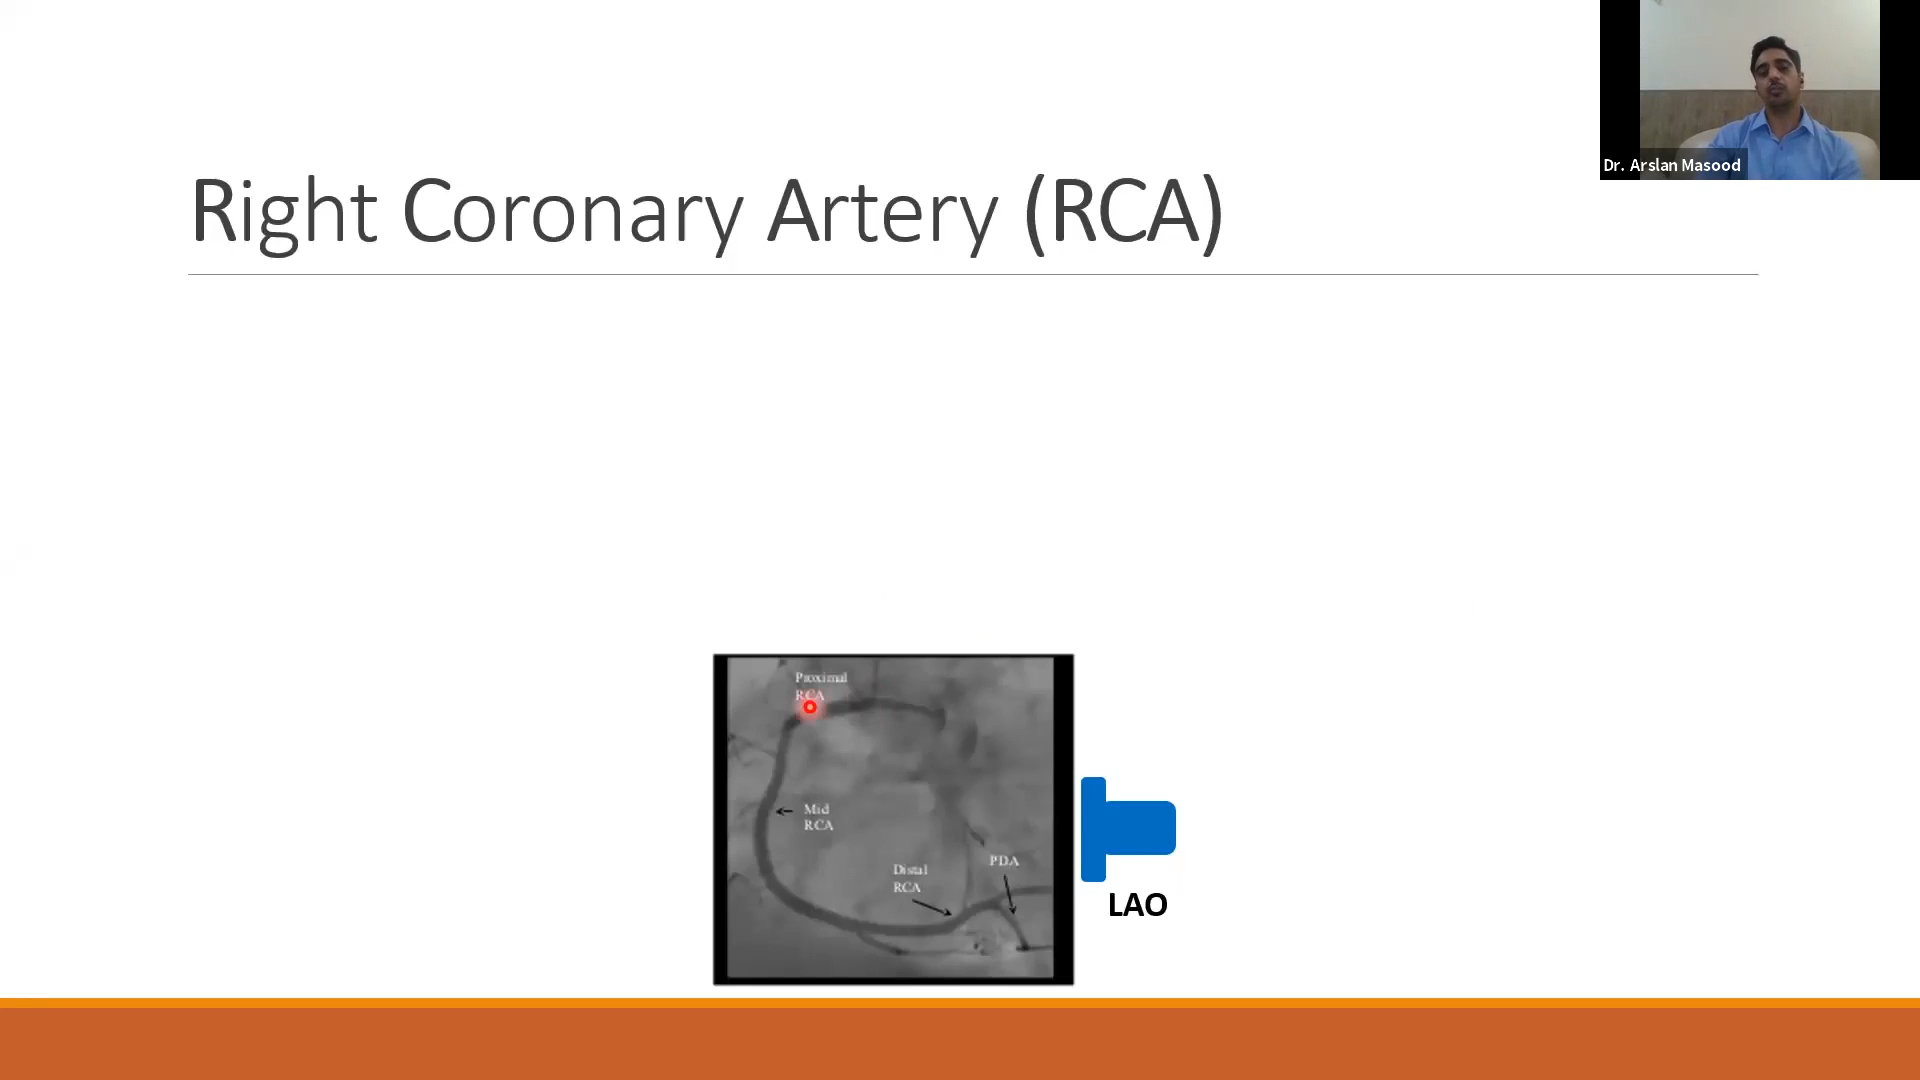 Dr. Arslan Masood
Right Coronary Artery (RCA)
Proximal
RCA
Mid
RCA
Distal
RCA
PDA
LAO